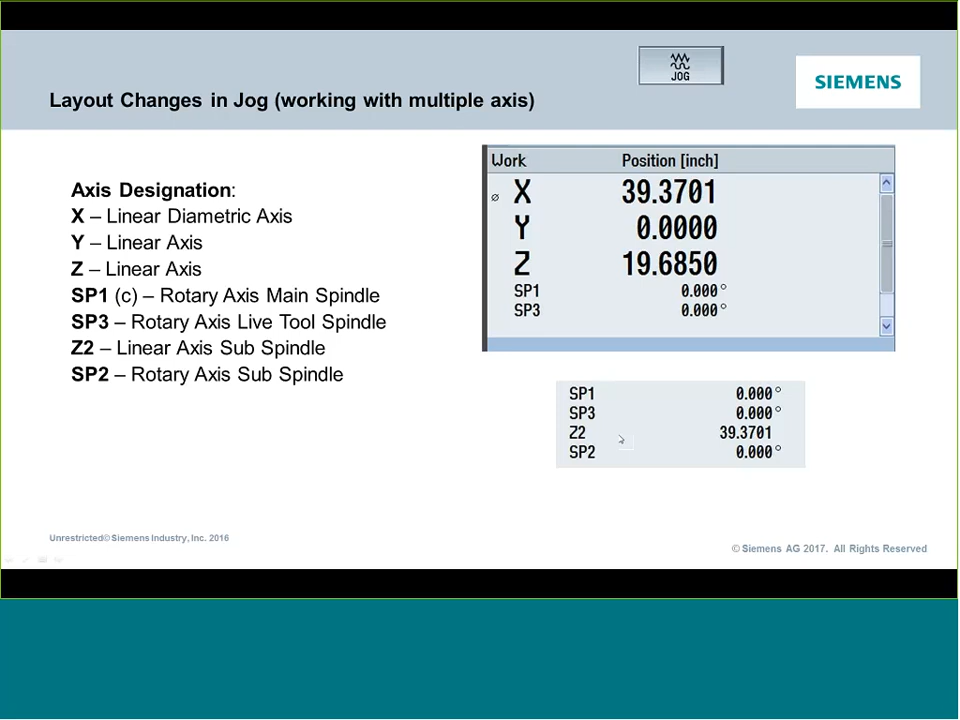 JOG
SIEMENS
Layout Changes in Jog (working with multiple axis)
Axis Designation:
X – Linear Diametric Axis
Y – Linear Axis
Z – Linear Axis
SP1 (c) – Rotary Axis Main Spindle
SP3 – Rotary Axis Live Tool Spindle
Z2 – Linear Axis Sub Spindle
SP2 – Rotary Axis Sub Spindle
Work Position [inch]
⌀ X 39.3701
Y 0.0000
Z 19.6850
SP1 0.000°
SP3 0.000°
SP1 0.000°
SP3 0.000°
Z2 39.3701
SP2 0.000°
Unrestricted© Siemens Industry, Inc. 2016
© Siemens AG 2017. All Rights Reserved